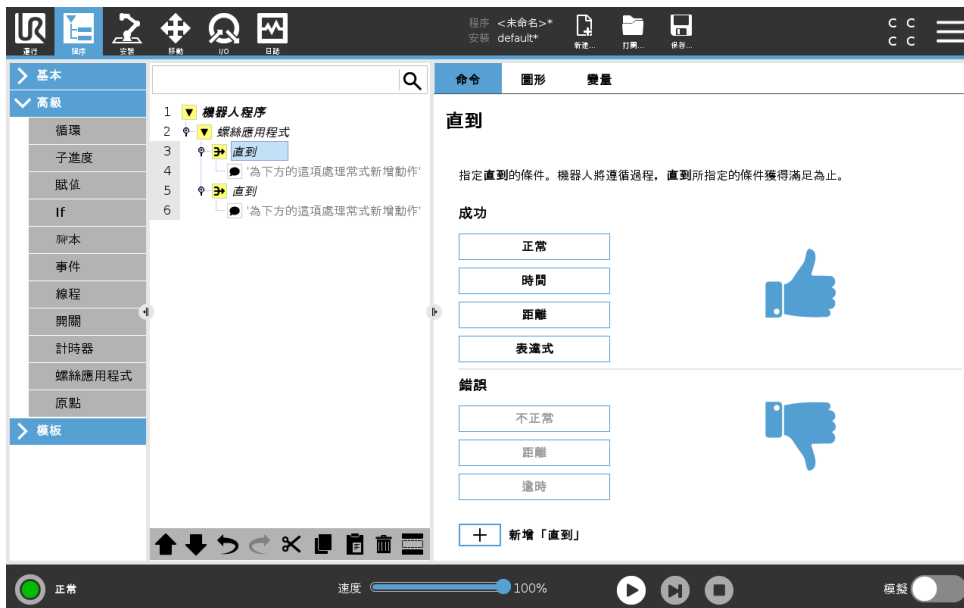 UR
運行
程序
安裝
移動
I/O
日誌
程序 <未命名>*
安裝 default*
新建...
打開...
保存...
C C
C C
基本
高級
循環
子進度
賦值
If
腳本
事件
線程
開關
計時器
螺絲應用程式
原點
模板
1 機器人程序
2 螺絲應用程式
3 直到
4 '為下方的這項處理常式新增動作'
5 直到
6 '為下方的這項處理常式新增動作'
命令 圖形 變量
直到
指定直到的條件。機器人將遵循過程，直到所指定的條件獲得滿足為止。
成功
正常
時間
距離
表達式
錯誤
不正常
距離
逾時
新增「直到」
正常
速度 100%
模擬